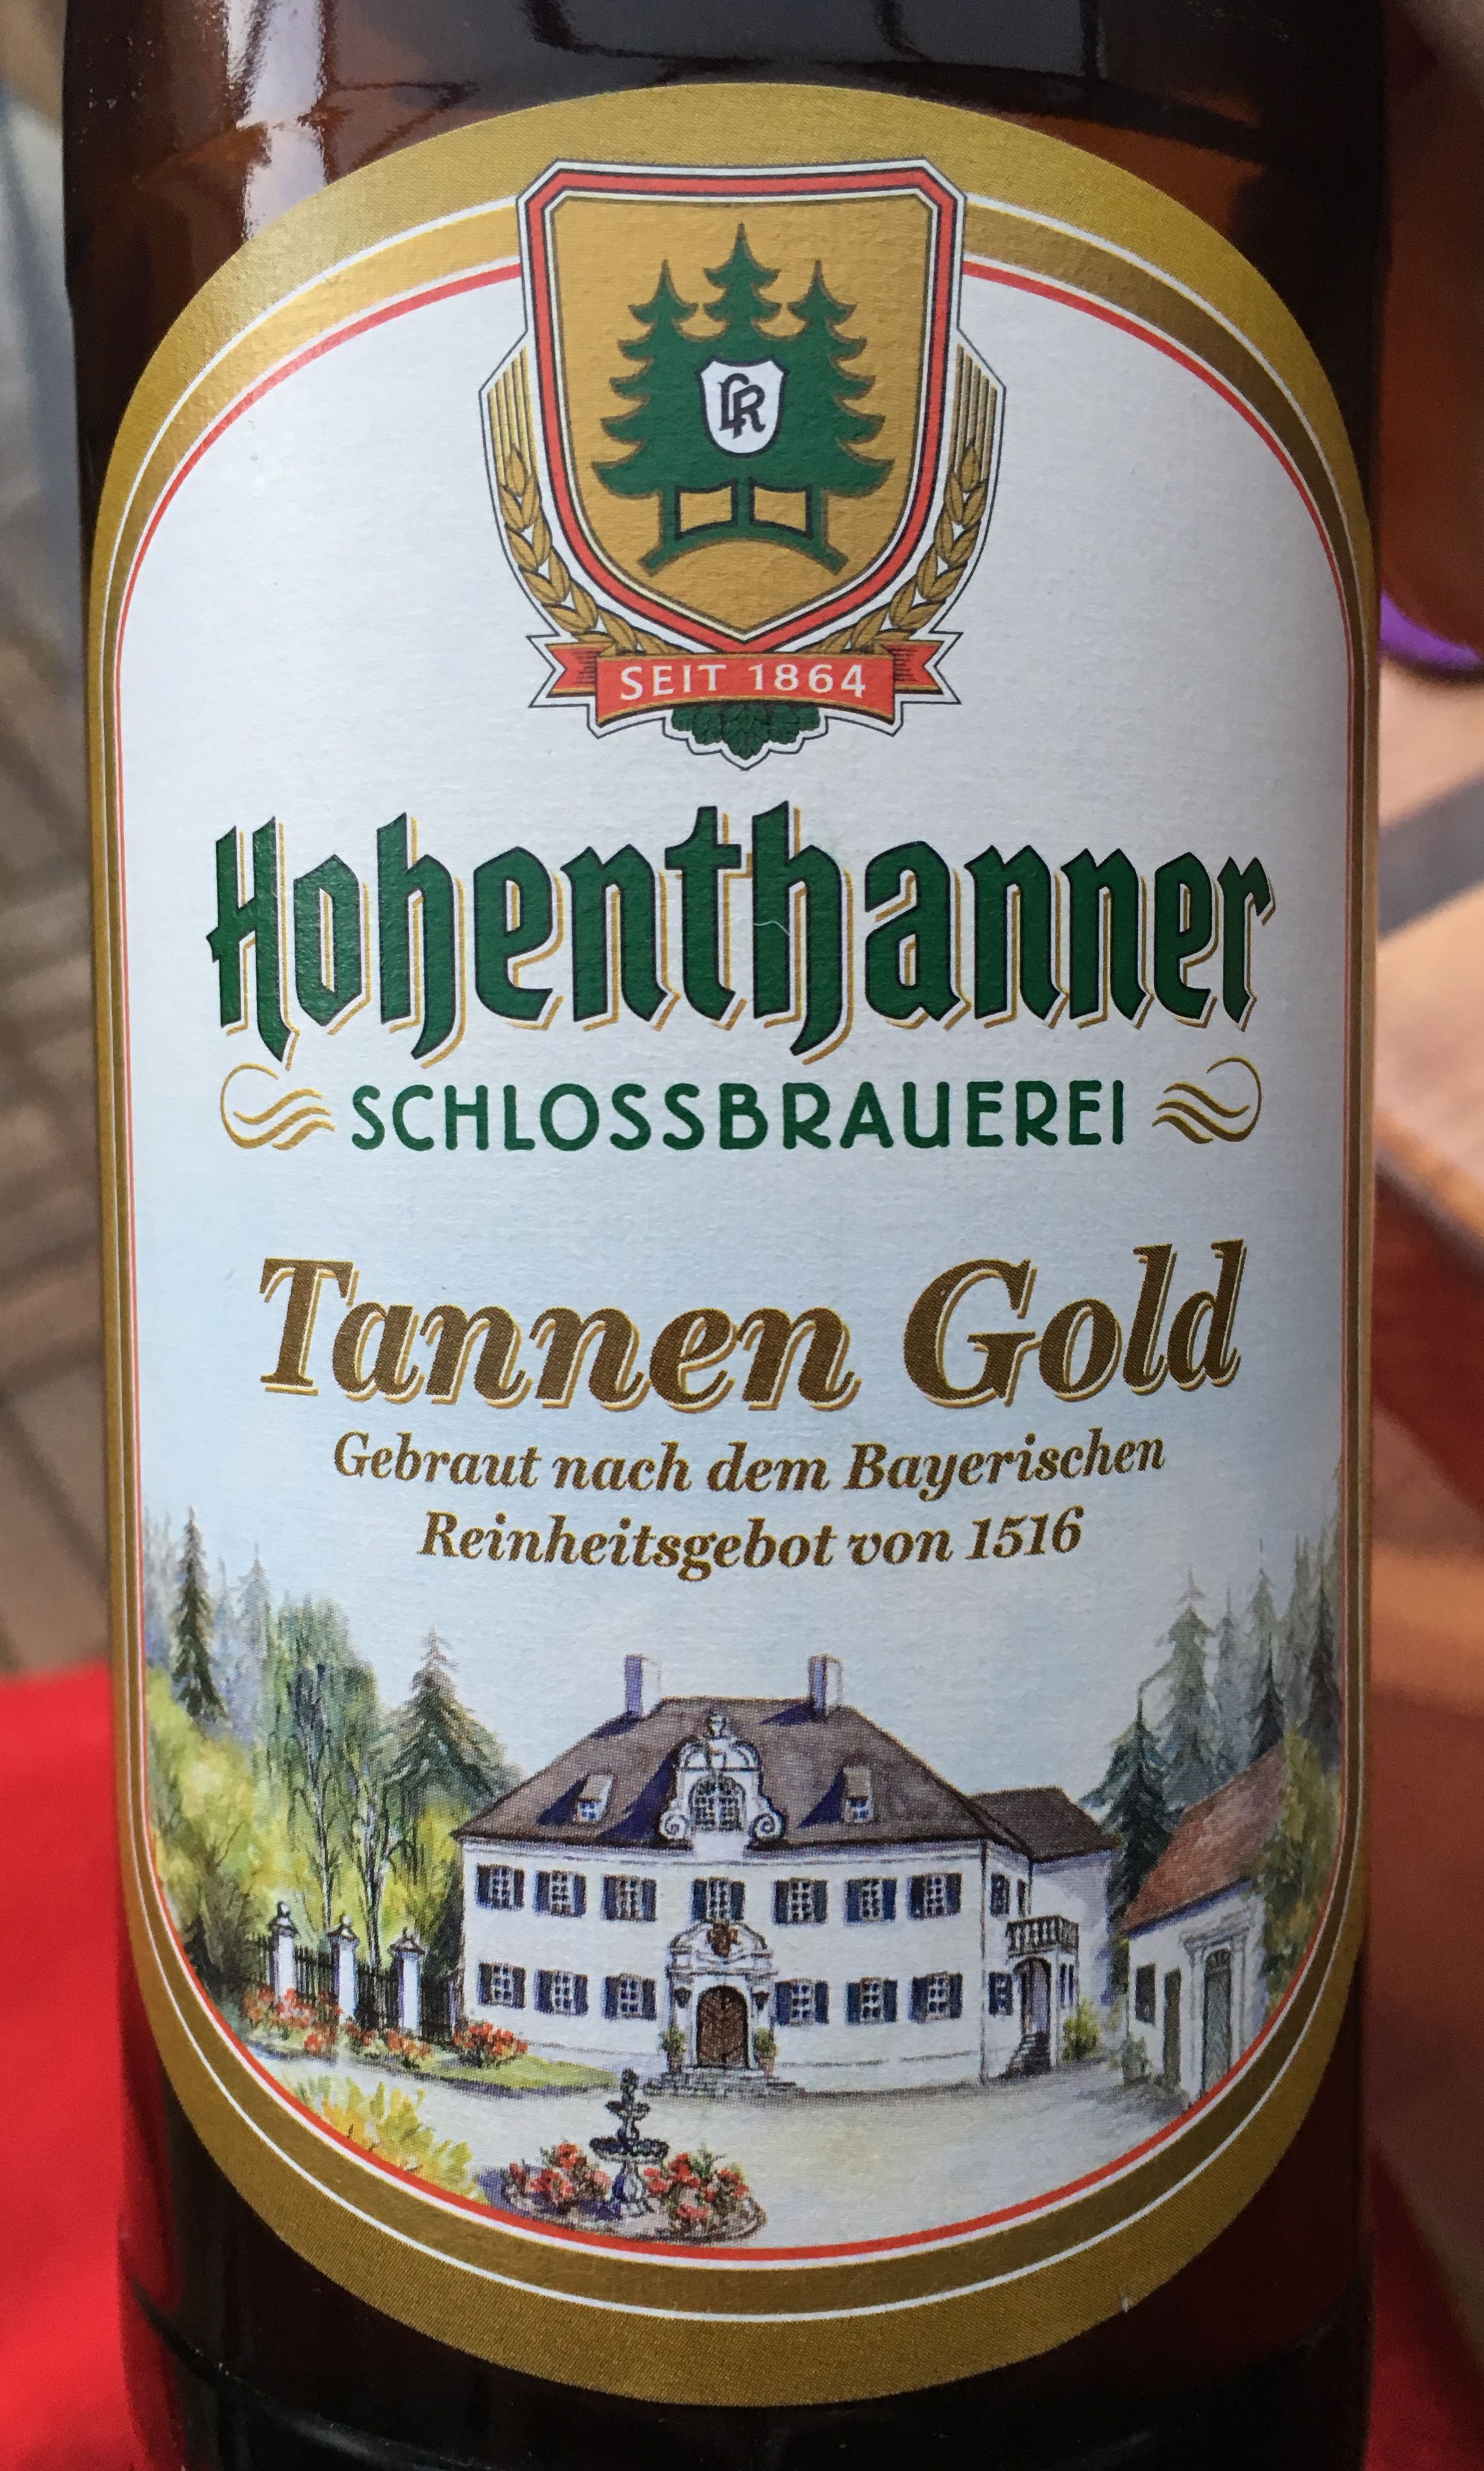 LR
SEIT 1864
Hohenthanner
SCHLOSSBRAUEREI
Tannen Gold
Gebraut nach dem Bayerischen
Reinheitsgebot von 1516